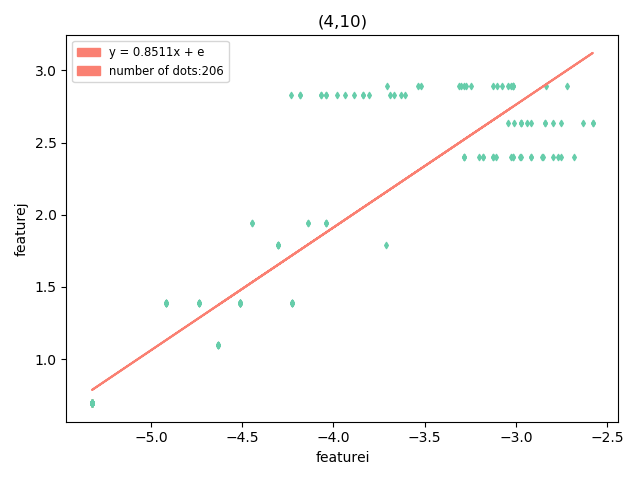 (4,10)
y = 0.8511x + e
number of dots:206
3.0
2.5
2.0
1.5
1.0
featurej
−5.0 −4.5 −4.0 −3.5 −3.0 −2.5
featurei